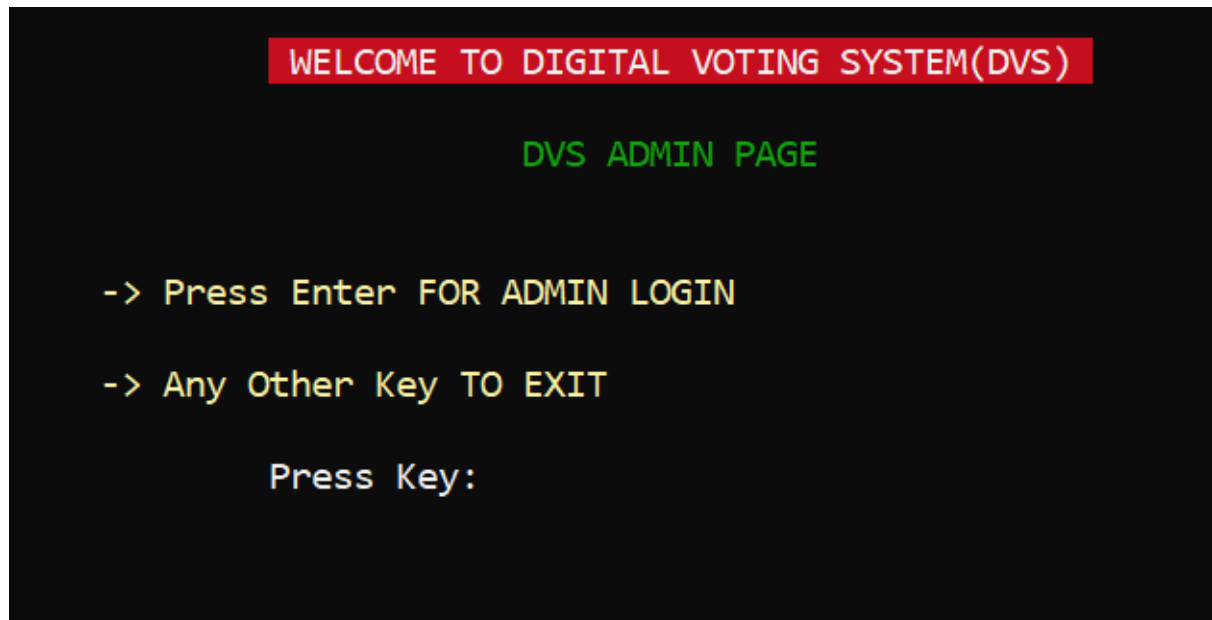 WELCOME TO DIGITAL VOTING SYSTEM(DVS)
DVS ADMIN PAGE
-> Press Enter FOR ADMIN LOGIN
-> Any Other Key TO EXIT
Press Key: